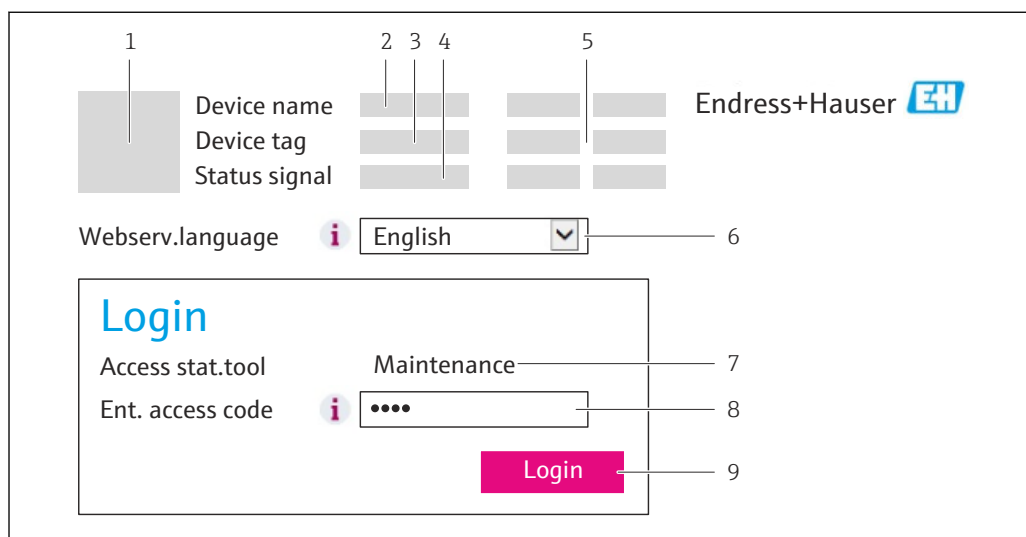 1 2 3 4 5
Device name
Endress+Hauser EH
Device tag
Status signal
Webserv.language i English 6
Login
Access stat.tool Maintenance 7
Ent. access code i •••• 8
Login 9